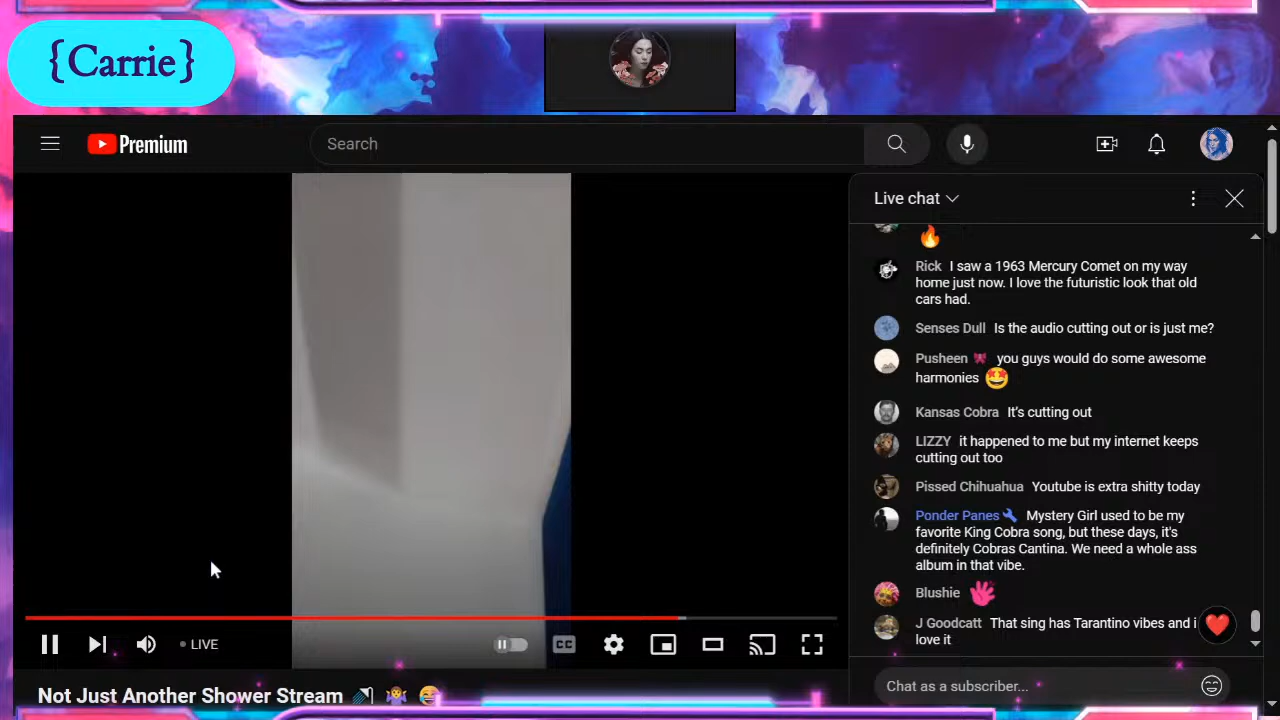 {Carrie}
Premium
Search
Live chat
Rick I saw a 1963 Mercury Comet on my way
home just now. I love the futuristic look that old
cars had.
Senses Dull Is the audio cutting out or is just me?
Pusheen you guys would do some awesome
harmonies
Kansas Cobra It's cutting out
LIZZY it happened to me but my internet keeps
cutting out too
Pissed Chihuahua Youtube is extra shitty today
Ponder Panes Mystery Girl used to be my
favorite King Cobra song, but these days, it's
definitely Cobras Cantina. We need a whole ass
album in that vibe.
Blushie
J Goodcatt That sing has Tarantino vibes and i
love it
LIVE
CC
Not Just Another Shower Stream
Chat as a subscriber...